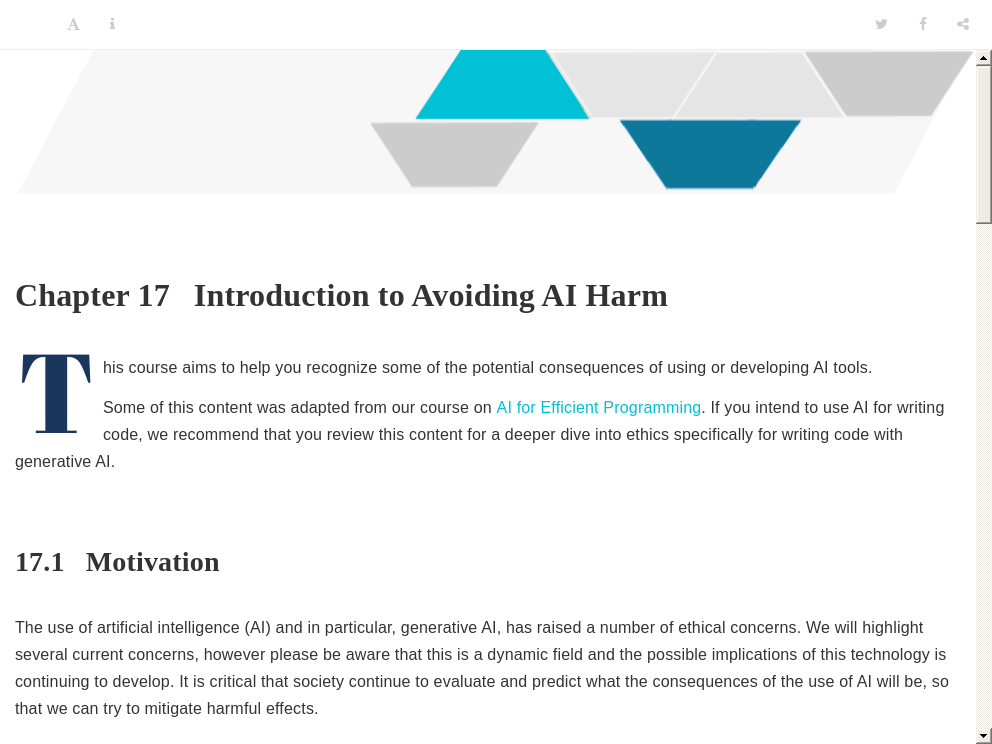 Chapter 17 Introduction to Avoiding AI Harm
This course aims to help you recognize some of the potential consequences of using or developing AI tools.
Some of this content was adapted from our course on AI for Efficient Programming. If you intend to use AI for writing
code, we recommend that you review this content for a deeper dive into ethics specifically for writing code with
generative AI.
17.1 Motivation
The use of artificial intelligence (AI) and in particular, generative AI, has raised a number of ethical concerns. We will highlight
several current concerns, however please be aware that this is a dynamic field and the possible implications of this technology is
continuing to develop. It is critical that society continue to evaluate and predict what the consequences of the use of AI will be, so
that we can try to mitigate harmful effects.